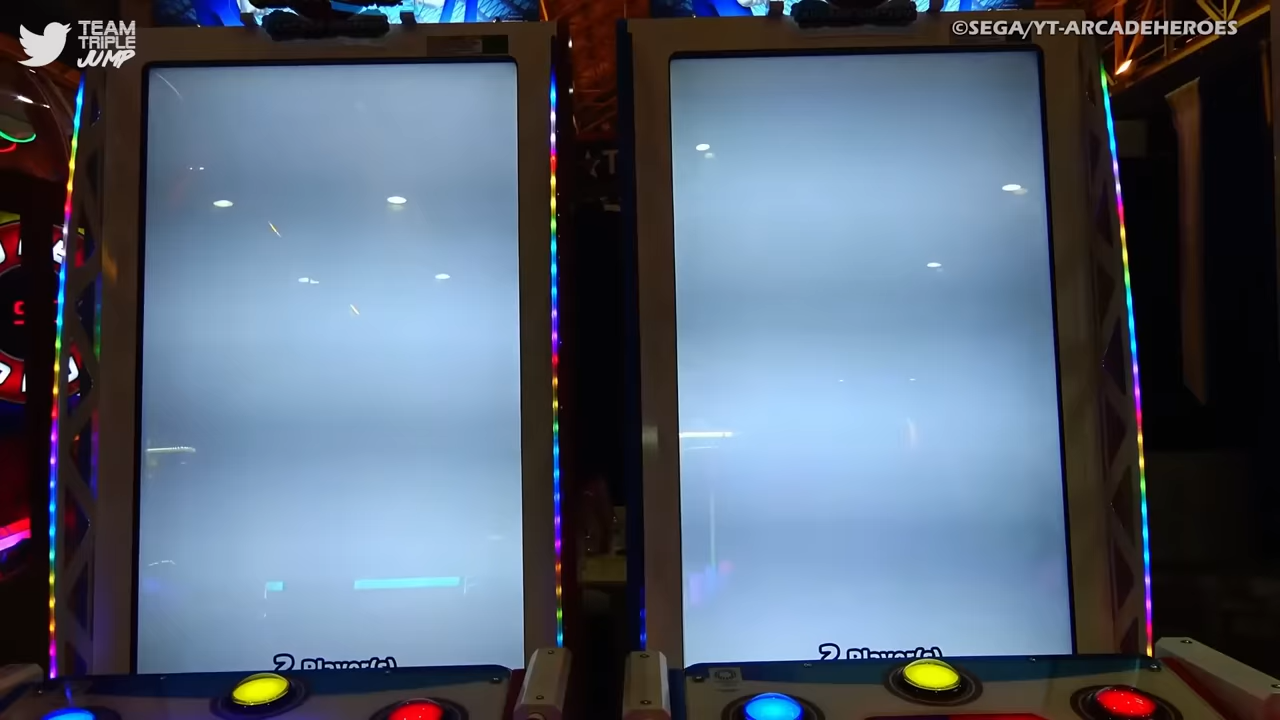 TEAM
TRIPLE
JUMP
©SEGA/YT-ARCADEHEROES
2 Player(s)
2 Player(s)